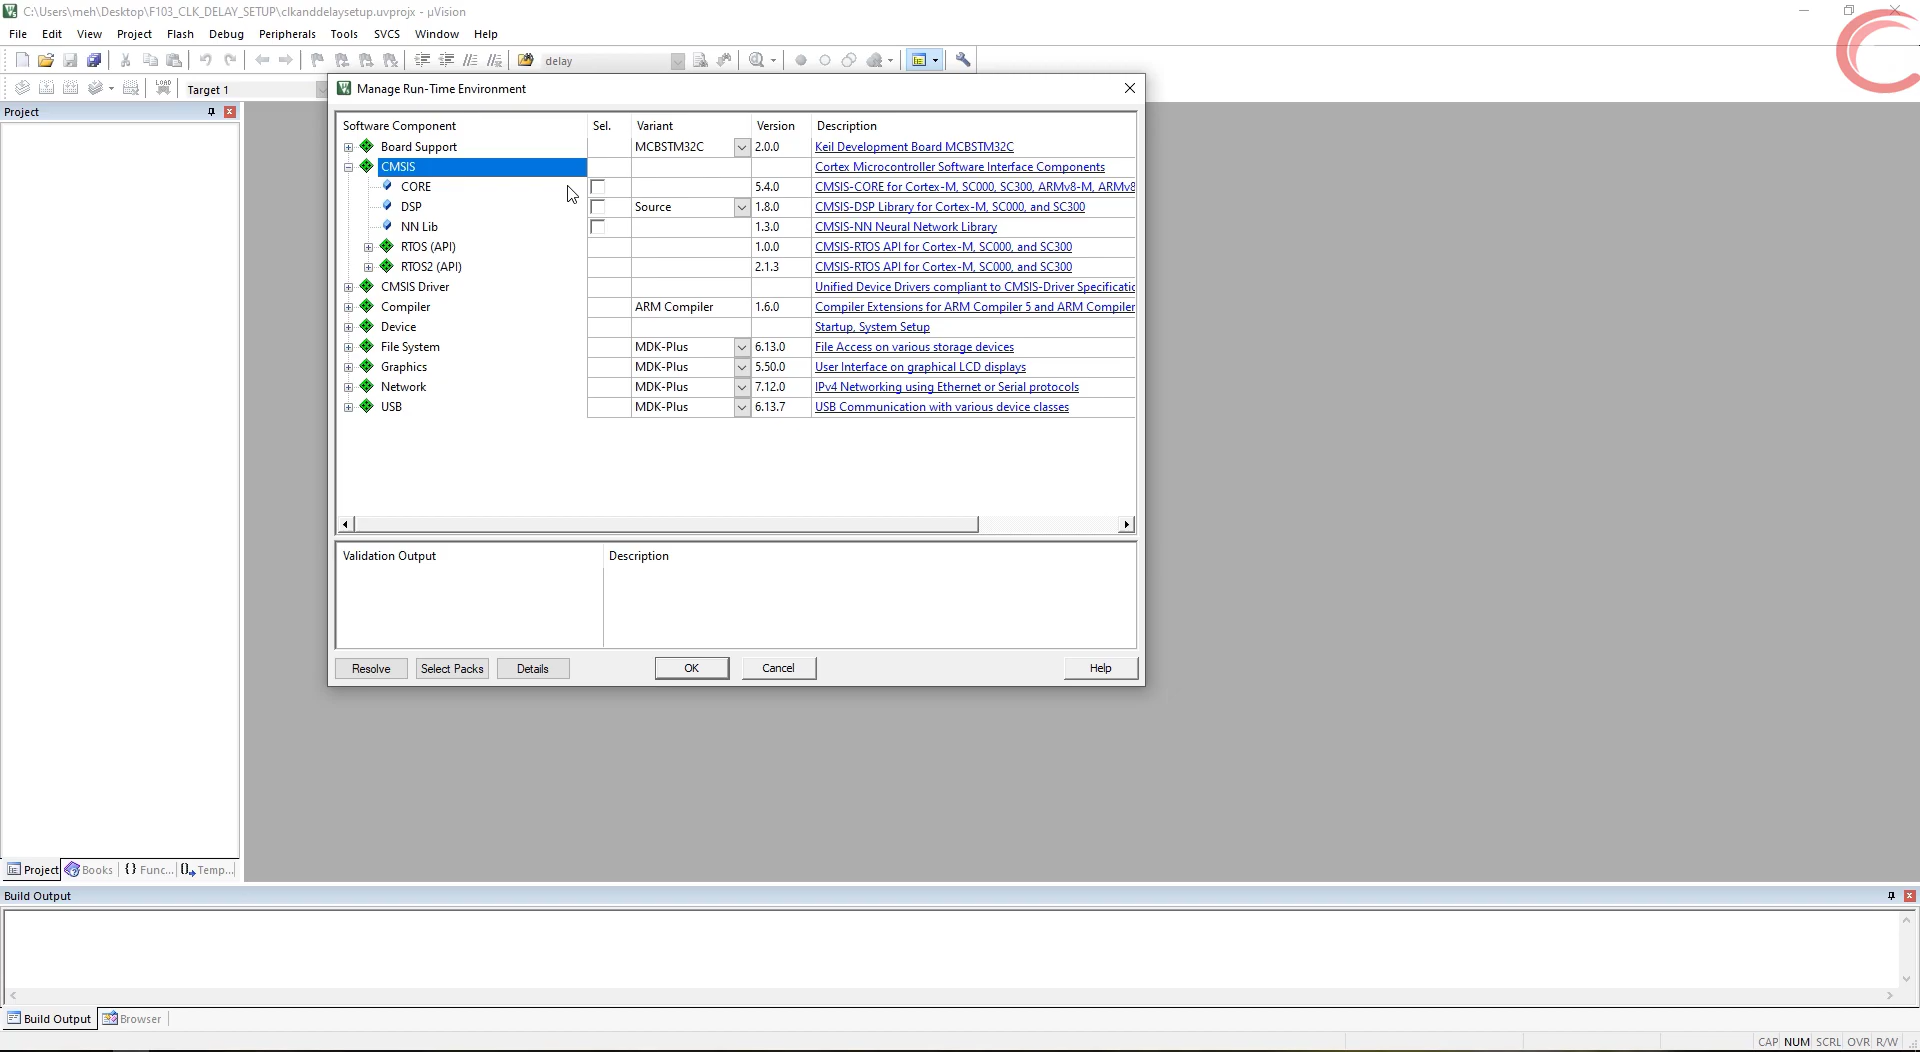 C:\Users\meh\Desktop\F103_CLK_DELAY_SETUP\clkanddelaysetup.uvprojx - µVision
File Edit View Project Flash Debug Peripherals Tools SVCS Window Help
delay
LOAD Target 1
Project
Manage Run-Time Environment
Software Component Sel. Variant Version Description
Board Support MCBSTM32C 2.0.0 Keil Development Board MCBSTM32C
CMSIS Cortex Microcontroller Software Interface Components
CORE 5.4.0 CMSIS-CORE for Cortex-M, SC000, SC300, ARMv8-M, ARMv8
DSP Source 1.8.0 CMSIS-DSP Library for Cortex-M, SC000, and SC300
NN Lib 1.3.0 CMSIS-NN Neural Network Library
RTOS (API) 1.0.0 CMSIS-RTOS API for Cortex-M, SC000, and SC300
RTOS2 (API) 2.1.3 CMSIS-RTOS API for Cortex-M, SC000, and SC300
CMSIS Driver Unified Device Drivers compliant to CMSIS-Driver Specificatic
Compiler ARM Compiler 1.6.0 Compiler Extensions for ARM Compiler 5 and ARM Compiler
Device Startup, System Setup
File System MDK-Plus 6.13.0 File Access on various storage devices
Graphics MDK-Plus 5.50.0 User Interface on graphical LCD displays
Network MDK-Plus 7.12.0 IPv4 Networking using Ethernet or Serial protocols
USB MDK-Plus 6.13.7 USB Communication with various device classes
Validation Output Description
Resolve Select Packs Details OK Cancel Help
Project Books {} Func... Temp...
Build Output
Build Output Browser
CAP NUM SCRL OVR R/W